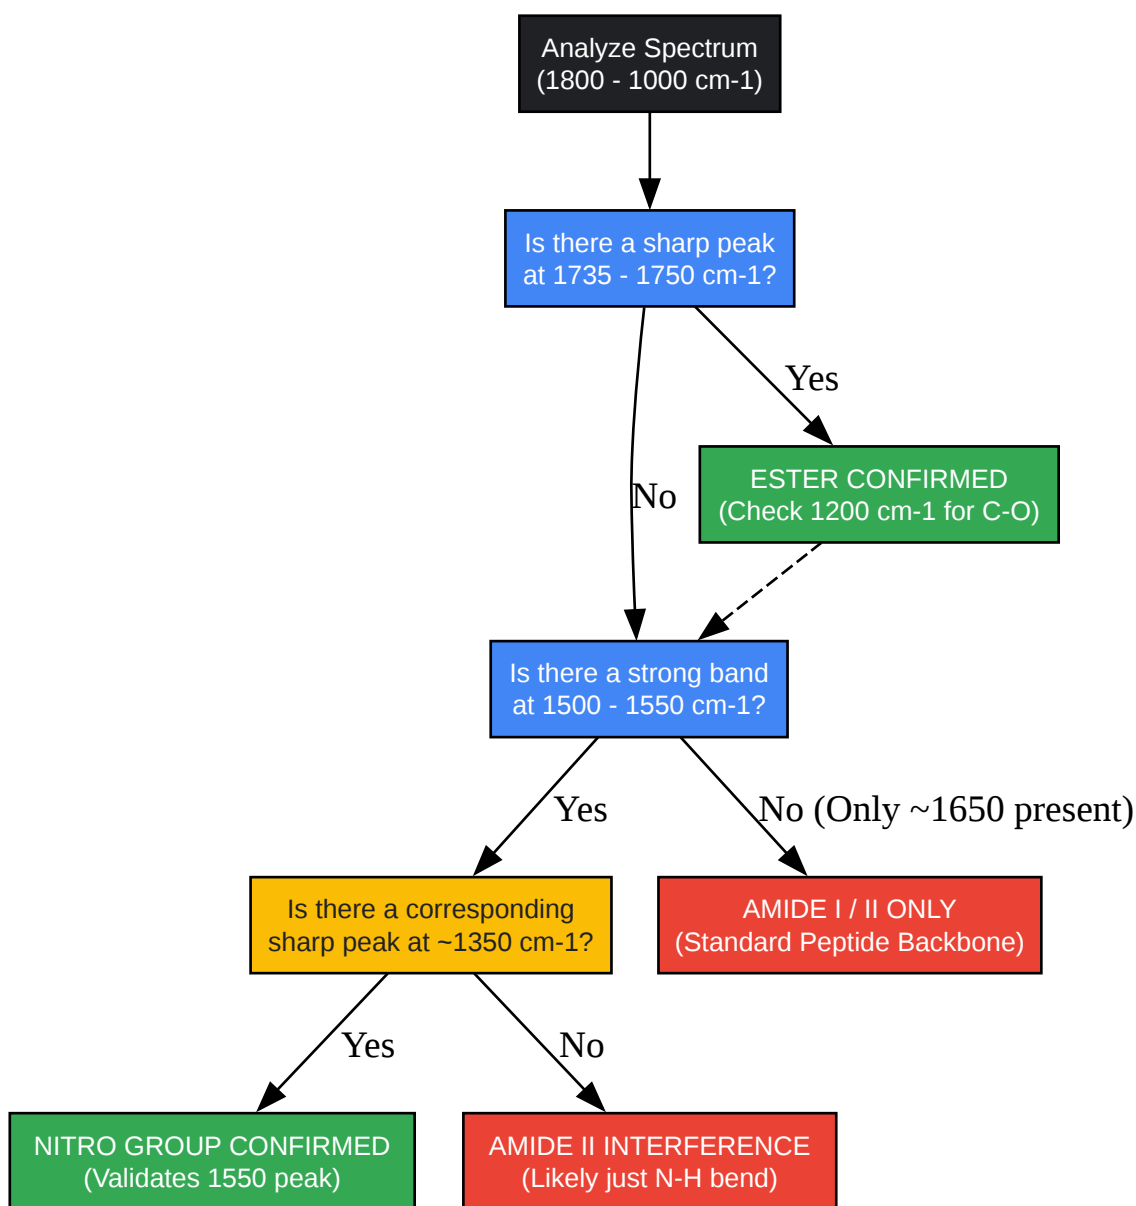 Analyze Spectrum
(1800 - 1000 cm-1)
Is there a sharp peak
at 1735 - 1750 cm-1?
Yes
No
ESTER CONFIRMED
(Check 1200 cm-1 for C-O)
Is there a strong band
at 1500 - 1550 cm-1?
Yes
No (Only ~1650 present)
Is there a corresponding
sharp peak at ~1350 cm-1?
AMIDE I / II ONLY
(Standard Peptide Backbone)
Yes
No
NITRO GROUP CONFIRMED
(Validates 1550 peak)
AMIDE II INTERFERENCE
(Likely just N-H bend)